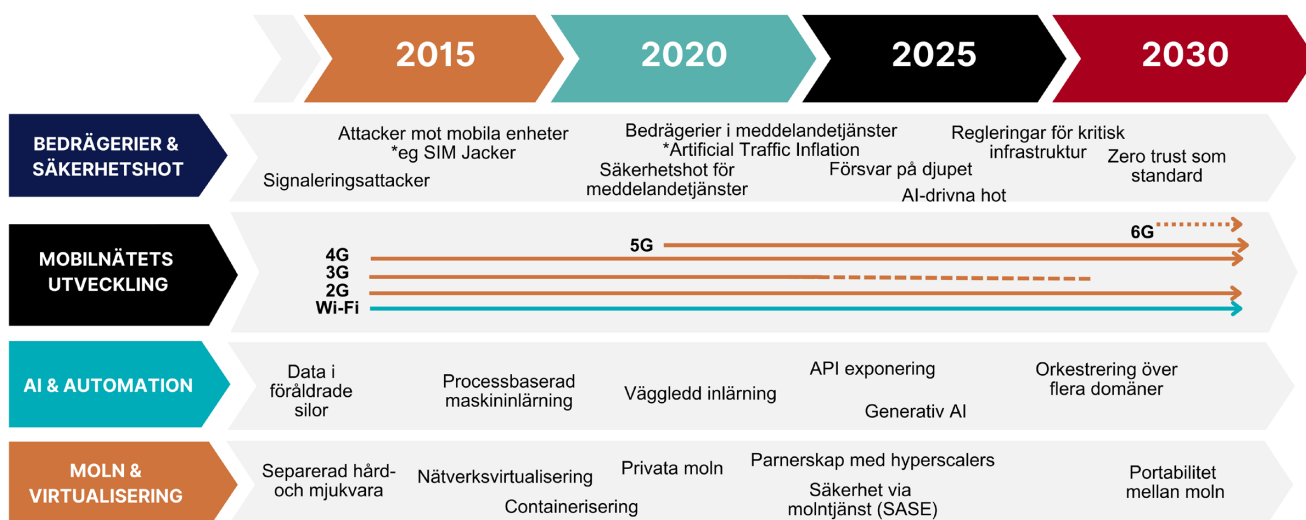 2015
2020
2025
2030
BEDRÄGERIER &
SÄKERHETSHOT
Attacker mot mobila enheter
*eg SIM Jacker
Signaleringsattacker
Bedrägerier i meddelandetjänster
*Artificial Traffic Inflation
Säkerhetshot för
meddelandetjänster
Försvar på djupet
AI-drivna hot
Regleringar för kritisk
infrastruktur
Zero trust som
standard
MOBILNÄTETS
UTVECKLING
6G
5G
4G
3G
2G
Wi-Fi
AI & AUTOMATION
Data i
föråldrade
silor
Processbaserad
maskininlärning
Väggledd inlärning
API exponering
Generativ AI
Orkestrering över
flera domäner
MOLN &
VIRTUALISERING
Separerad hård-
och mjukvara
Nätverksvirtualisering
Containerisering
Privata moln
Parnerskap med hyperscalers
Säkerhet via
molntjänst (SASE)
Portabilitet
mellan moln